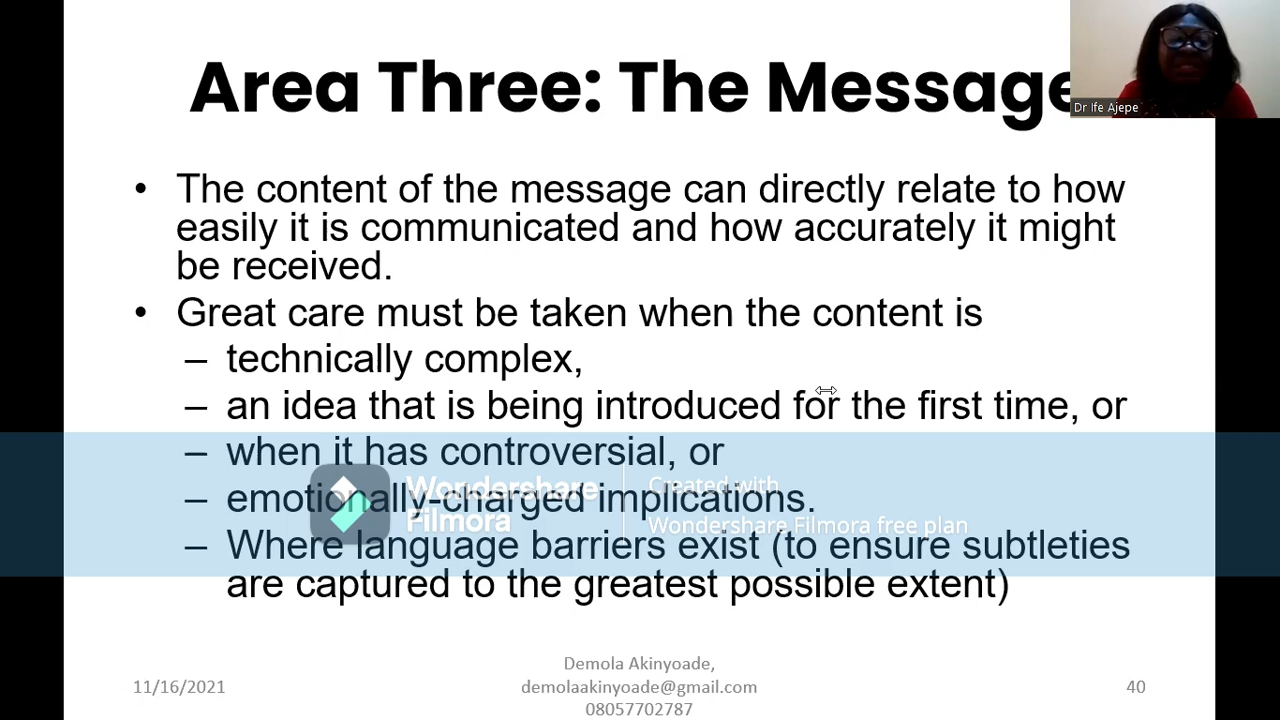 Area Three: The Message
Dr Ife Ajepe
• The content of the message can directly relate to how
easily it is communicated and how accurately it might
be received.
• Great care must be taken when the content is
– technically complex,
– an idea that is being introduced for the first time, or
– when it has controversial, or
– emotionally-charged implications.
– Where language barriers exist (to ensure subtleties
are captured to the greatest possible extent)
Wondershare
Filmora
Created with
Wondershare Filmora free plan
11/16/2021
Demola Akinyoade,
demolaakinyoade@gmail.com
08057702787
40